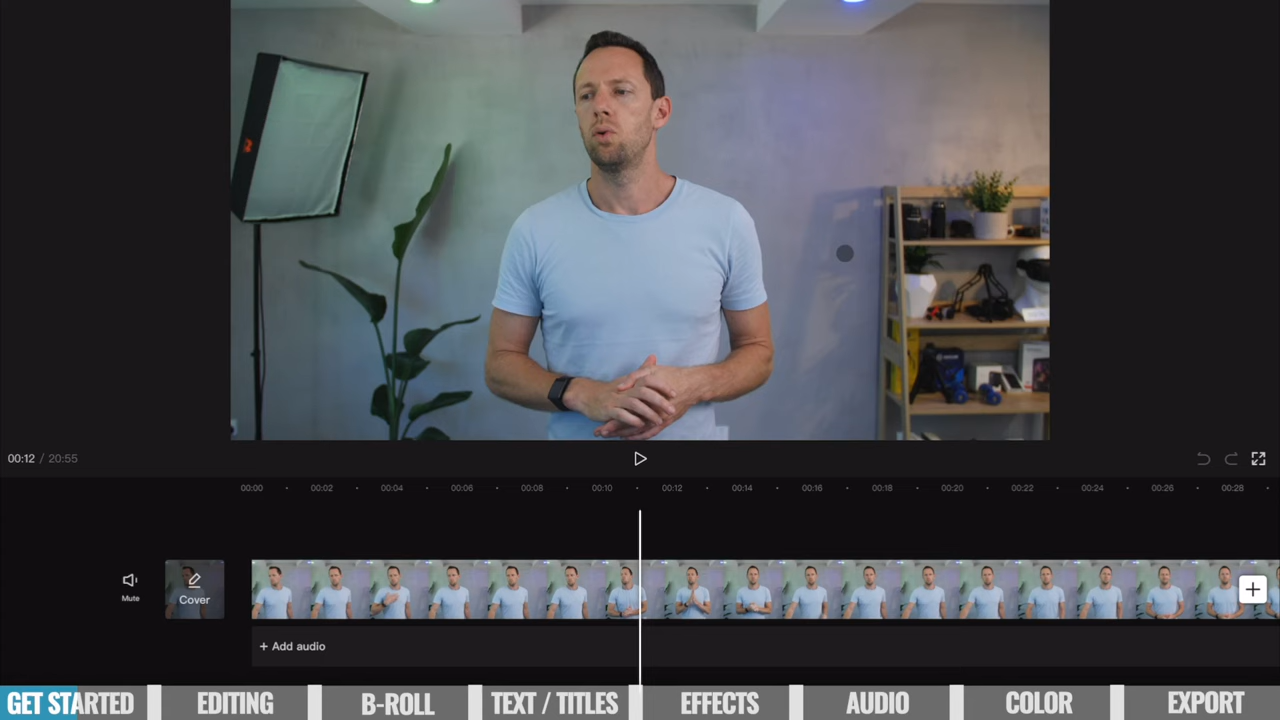 00:12 / 20:55
00:00 00:02 00:04 00:06 00:08 00:10 00:12 00:14 00:16 00:18 00:20 00:22 00:24 00:26 00:28
Mute
Cover
+ Add audio
GET STARTED EDITING B-ROLL TEXT / TITLES EFFECTS AUDIO COLOR EXPORT